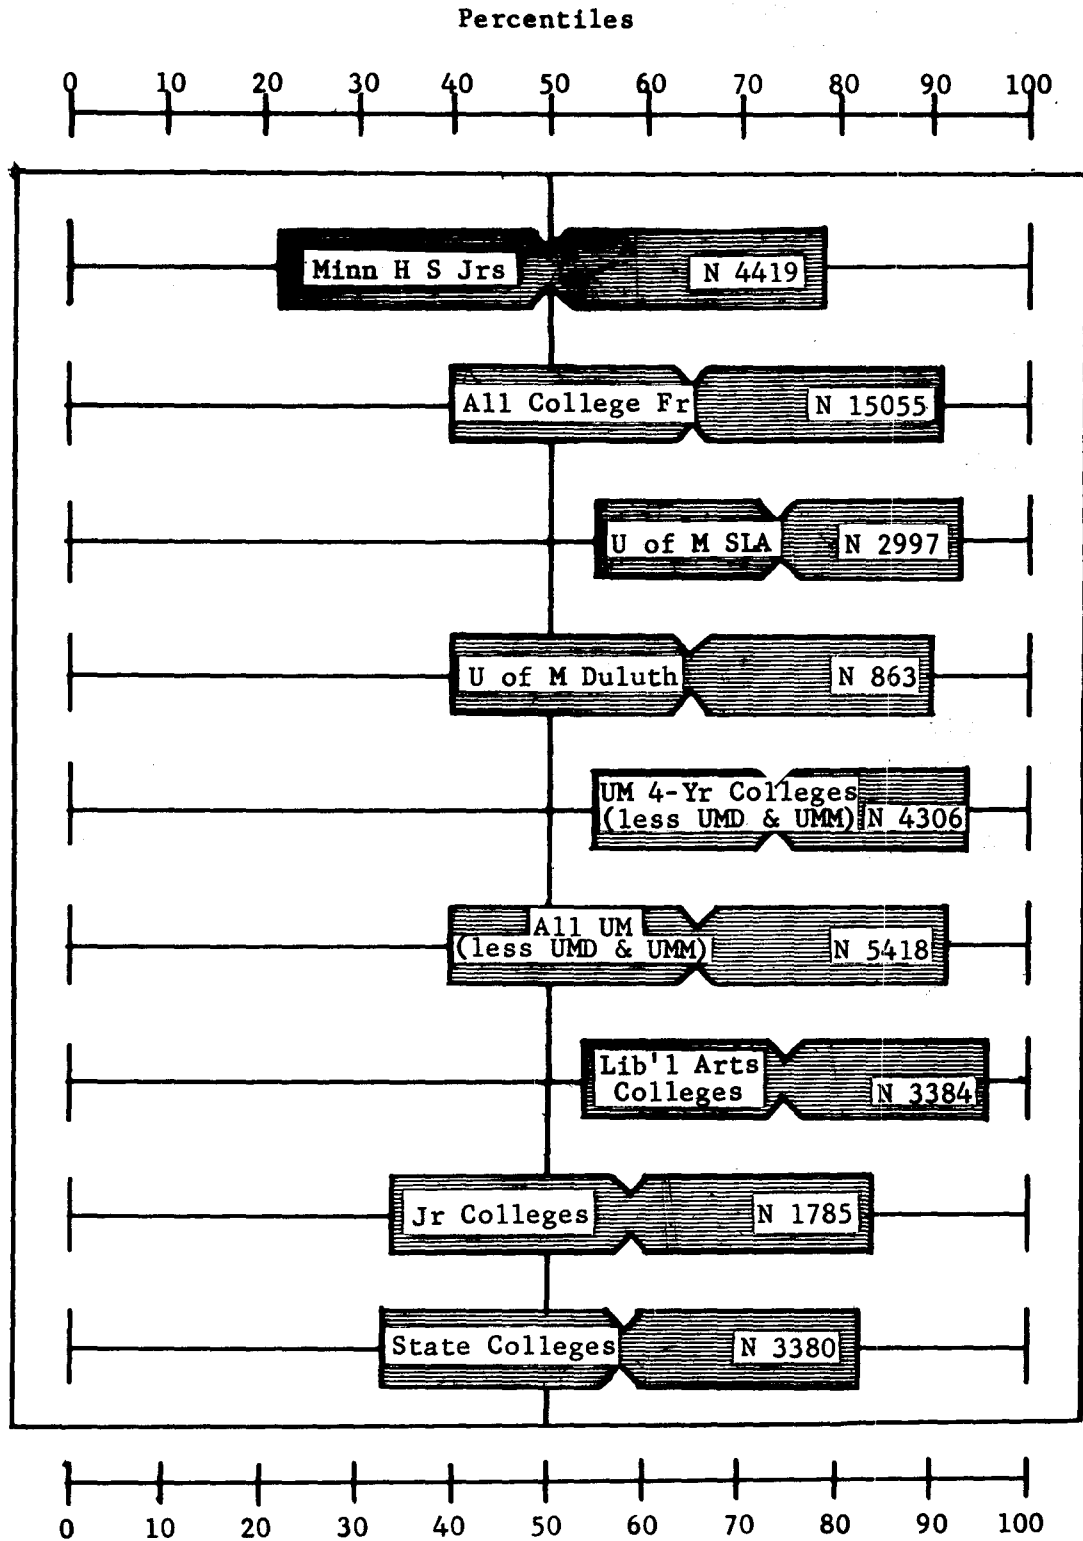 Percentiles
0 10 20 30 40 50 60 70 80 90 100
Minn H S Jrs N 4419
All College Fr N 15055
U of M SLA N 2997
U of M Duluth N 863
UM 4-Yr Colleges
(less UMD & UMM) N 4306
All UM
(less UMD & UMM) N 5418
Lib'l Arts
Colleges N 3384
Jr Colleges N 1785
State Colleges N 3380
0 10 20 30 40 50 60 70 80 90 100